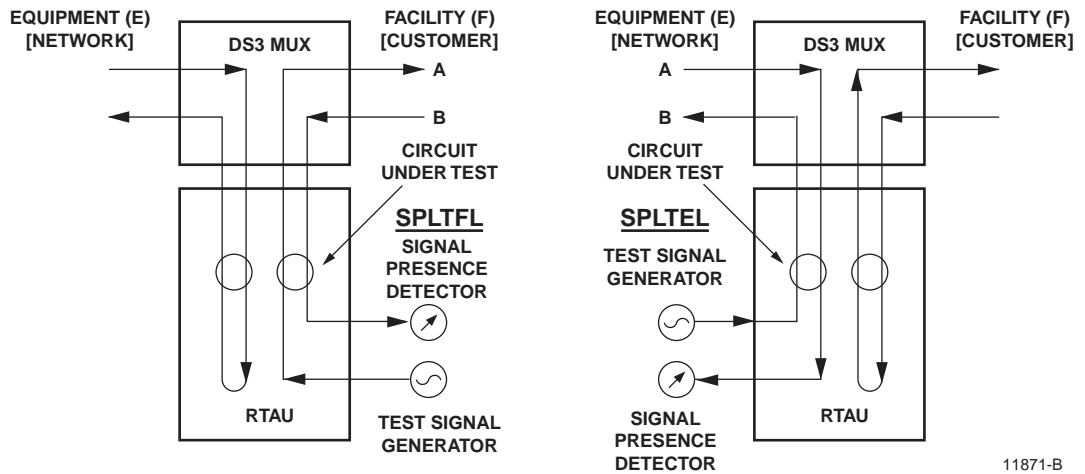 EQUIPMENT (E)
[NETWORK]
DS3 MUX
FACILITY (F)
[CUSTOMER]
A
B
CIRCUIT
UNDER TEST
SPLTFL
SIGNAL
PRESENCE
DETECTOR
RTAU
TEST SIGNAL
GENERATOR
EQUIPMENT (E)
[NETWORK]
DS3 MUX
FACILITY (F)
[CUSTOMER]
A
B
CIRCUIT
UNDER TEST
SPLTEL
TEST SIGNAL
GENERATOR
RTAU
SIGNAL
PRESENCE
DETECTOR
11871-B